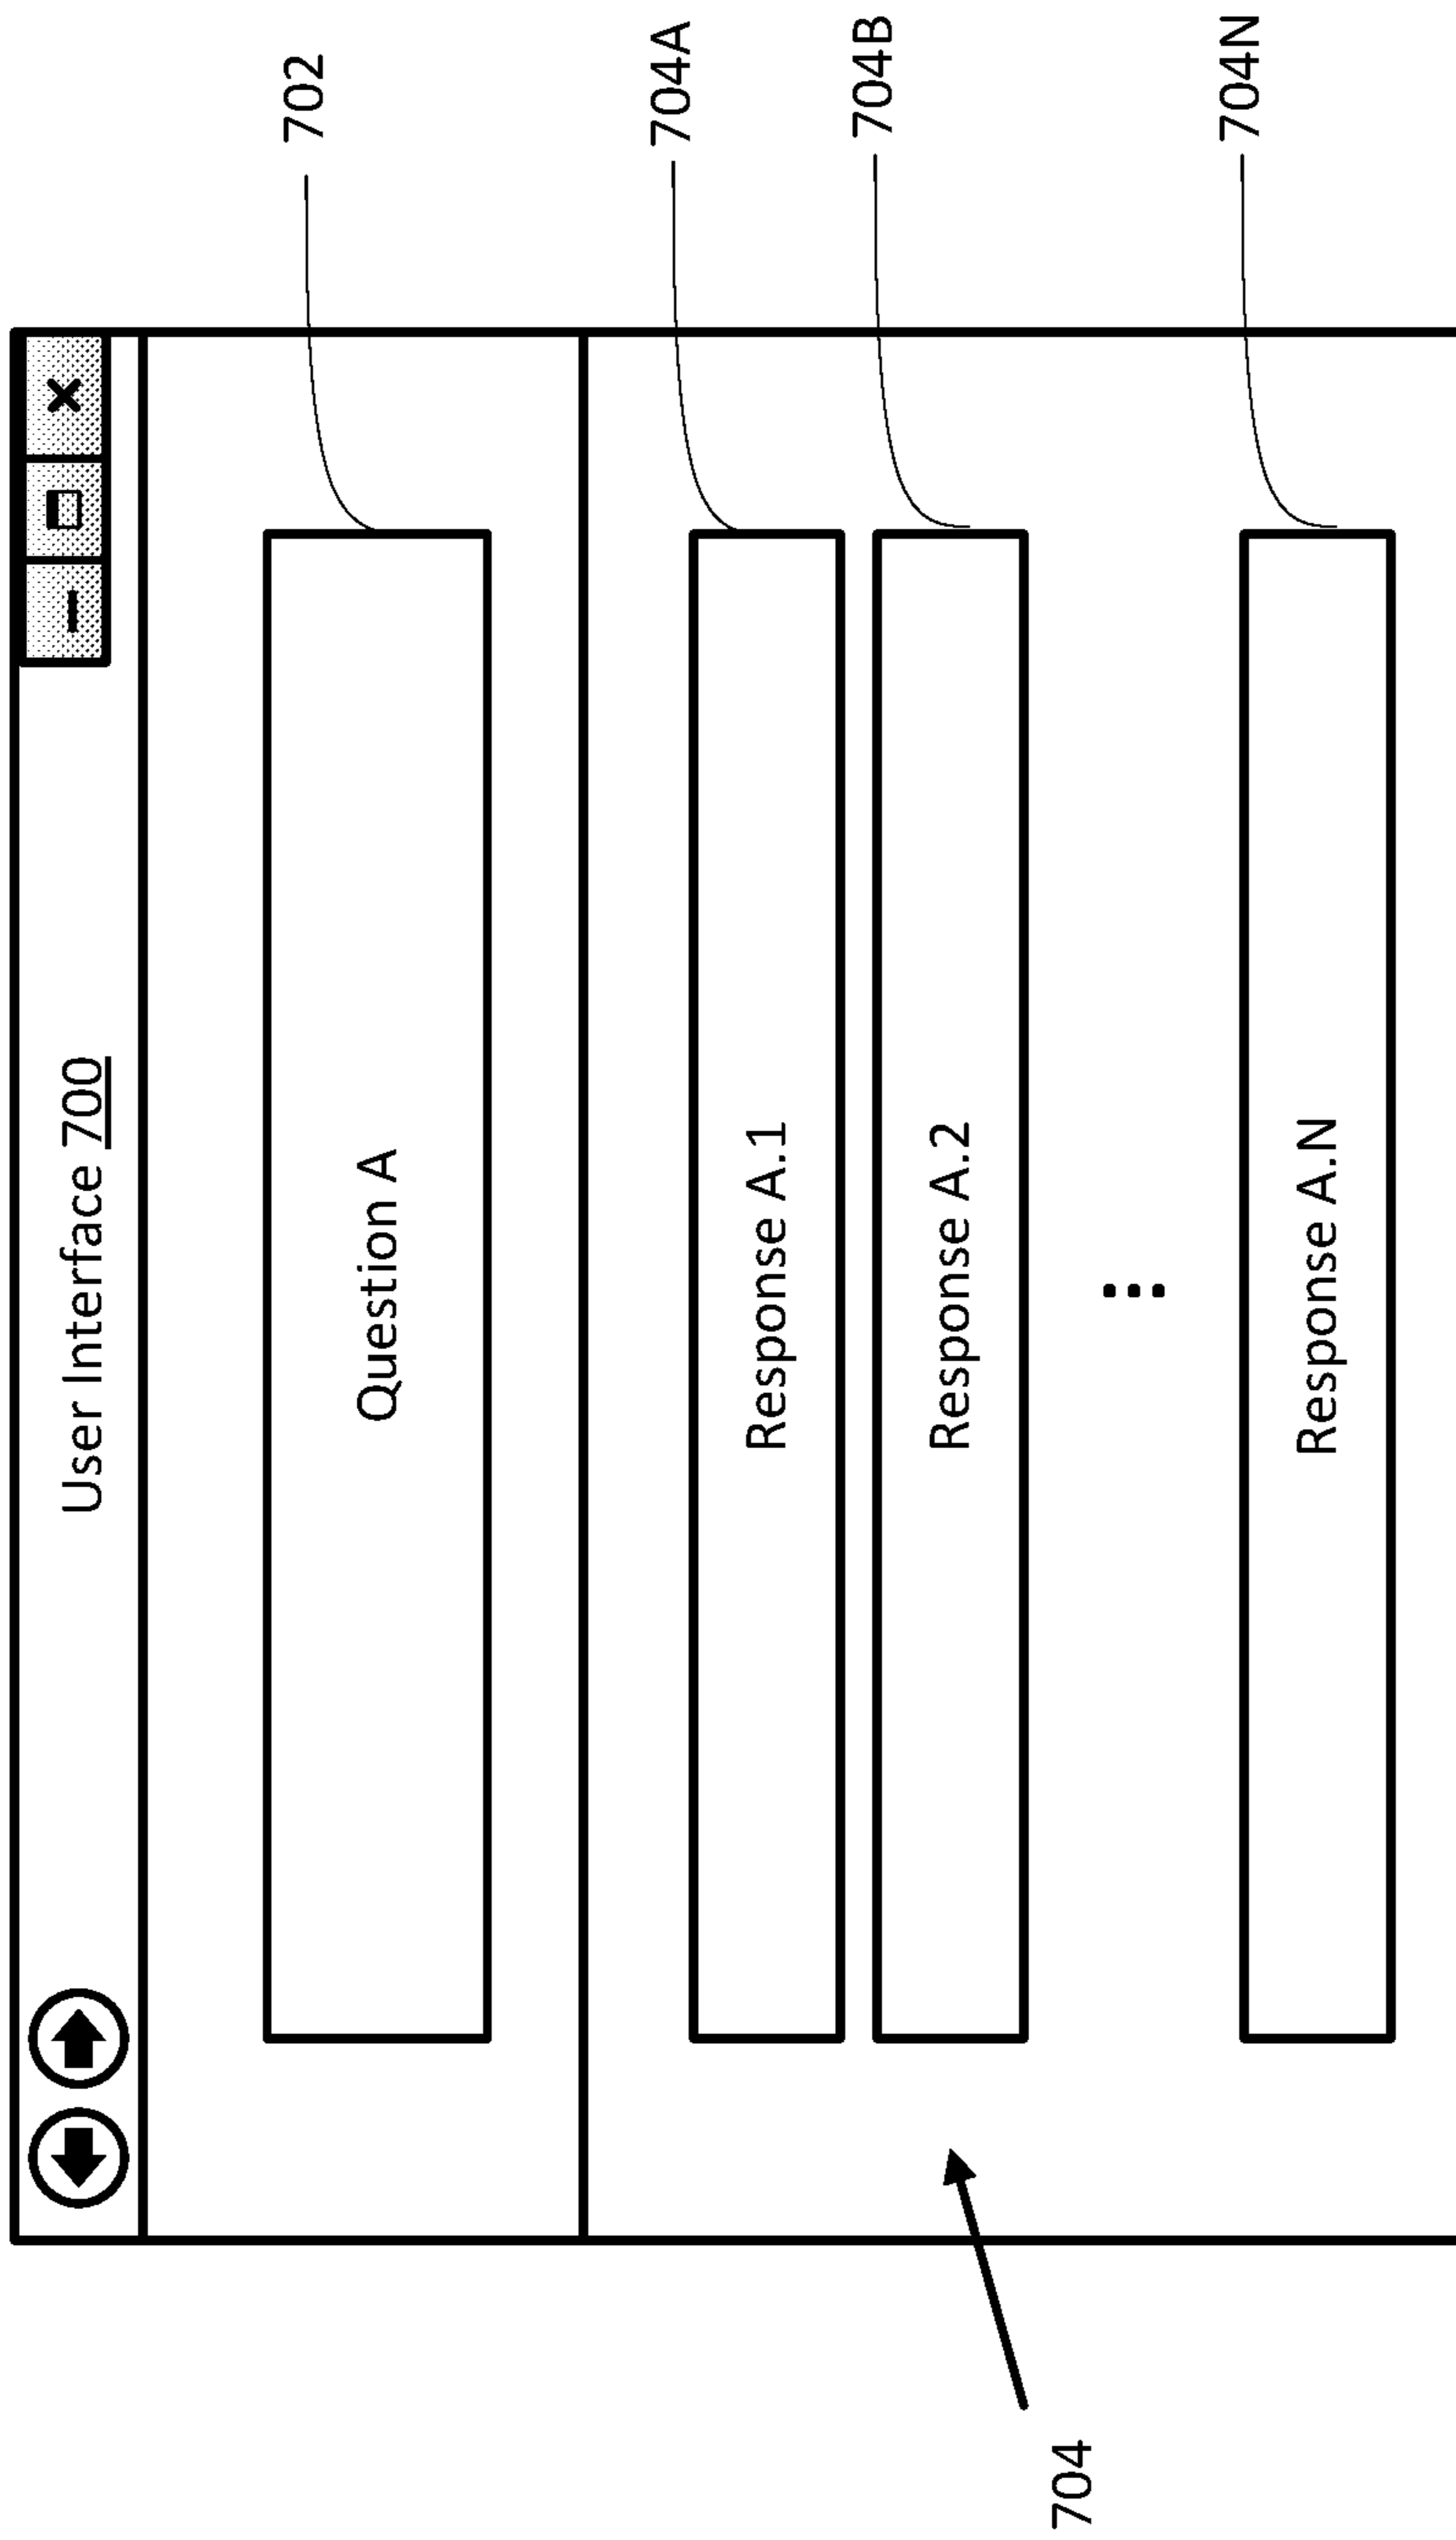 User Interface 700
Question A
702
Response A.1
704A
Response A.2
704B
704
Response A.N
704N